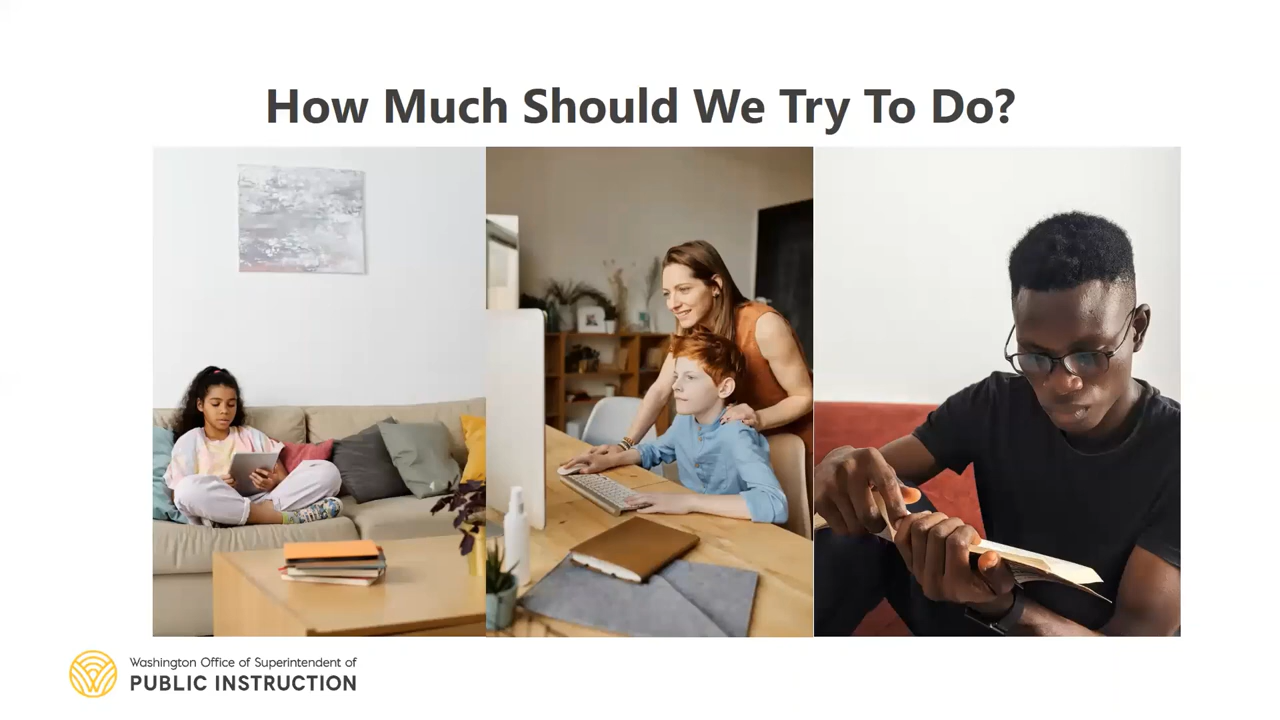 How Much Should We Try To Do?
Washington Office of Superintendent of
PUBLIC INSTRUCTION